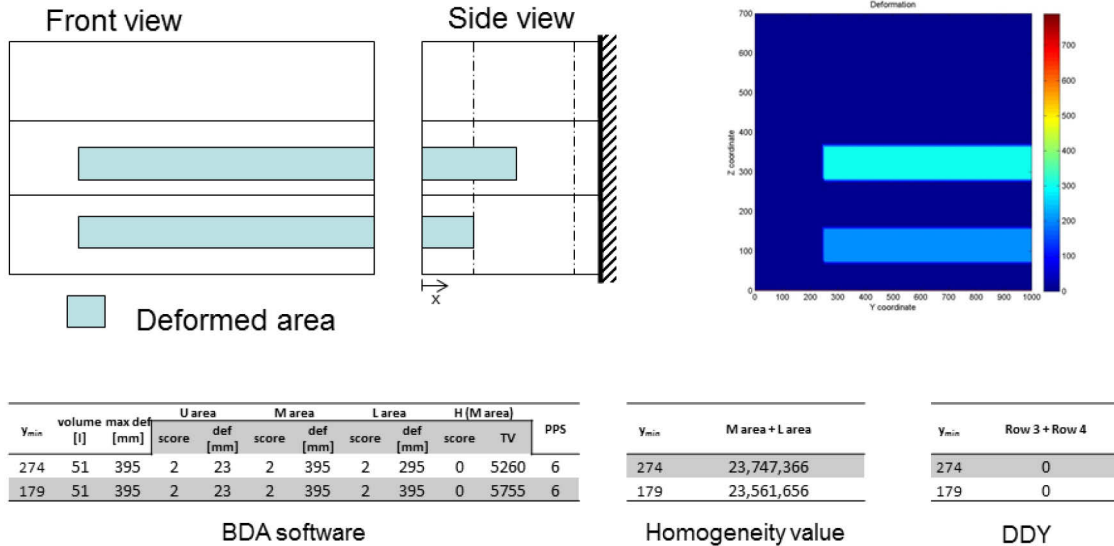 Front view
Side view
x
Deformed area
Deformation
700
600
500
400
300
200
100
0
Z coordinate
0 100 200 300 400 500 600 700 800 900 1000
Y coordinate
700
600
500
400
300
200
100
0
ymin volume [l] max def [mm] U area M area L area H (M area) PPS
score def [mm] score def [mm] score def [mm] score TV
274 51 395 2 23 2 395 2 295 0 5260 6
179 51 395 2 23 2 395 2 395 0 5755 6
BDA software
ymin M area + L area
274 23,747,366
179 23,561,656
Homogeneity value
ymin Row 3 + Row 4
274 0
179 0
DDY